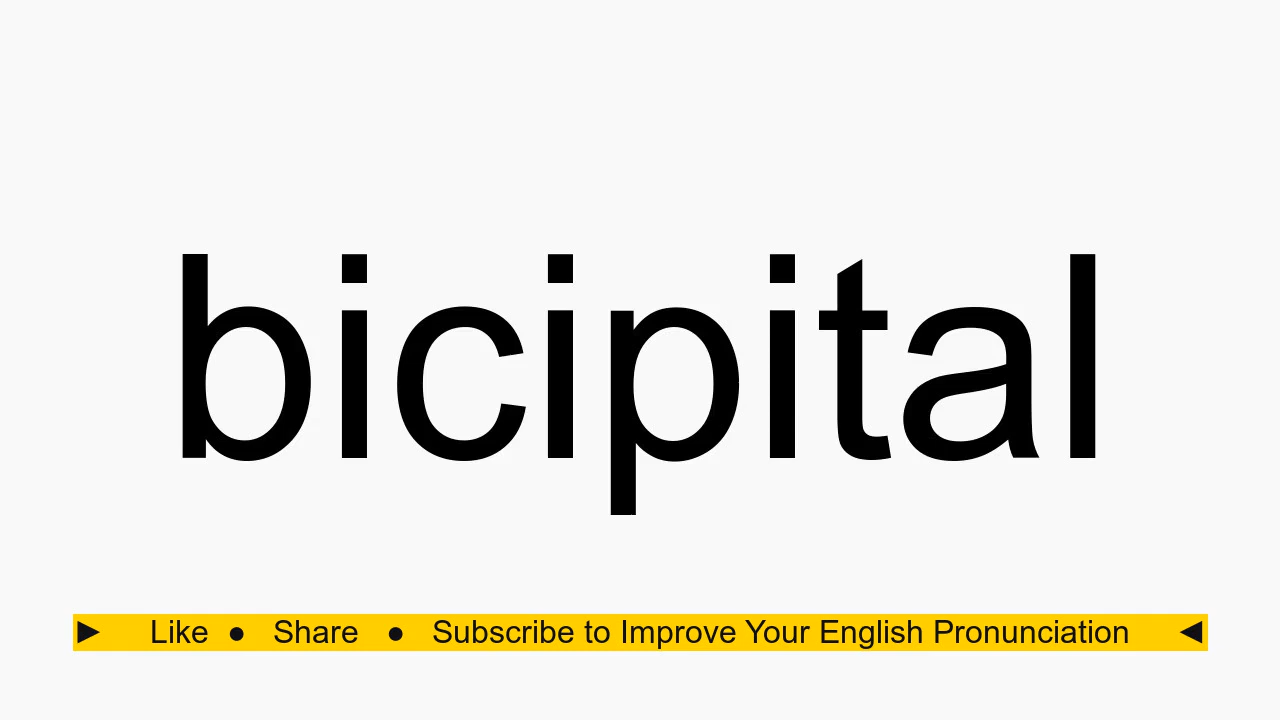 bicipital
► Like ● Share ● Subscribe to Improve Your English Pronunciation ◄